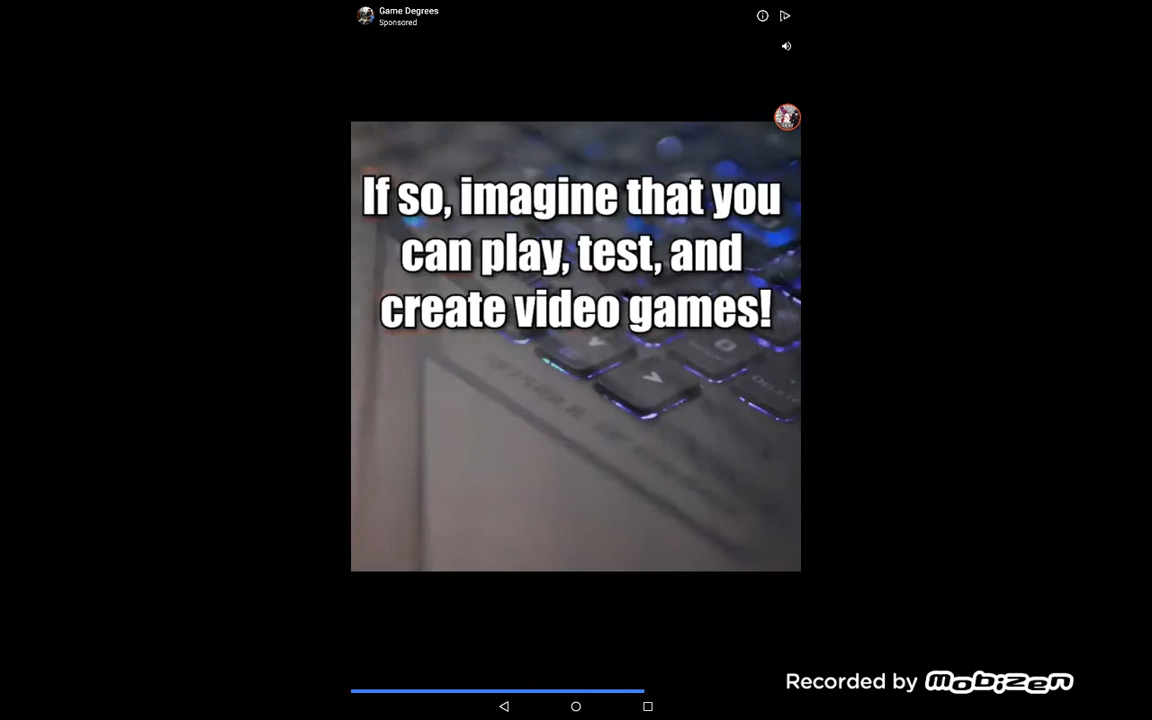 Game Degrees
Sponsored
If so, imagine that you
can play, test, and
create video games!
Recorded by mobizen